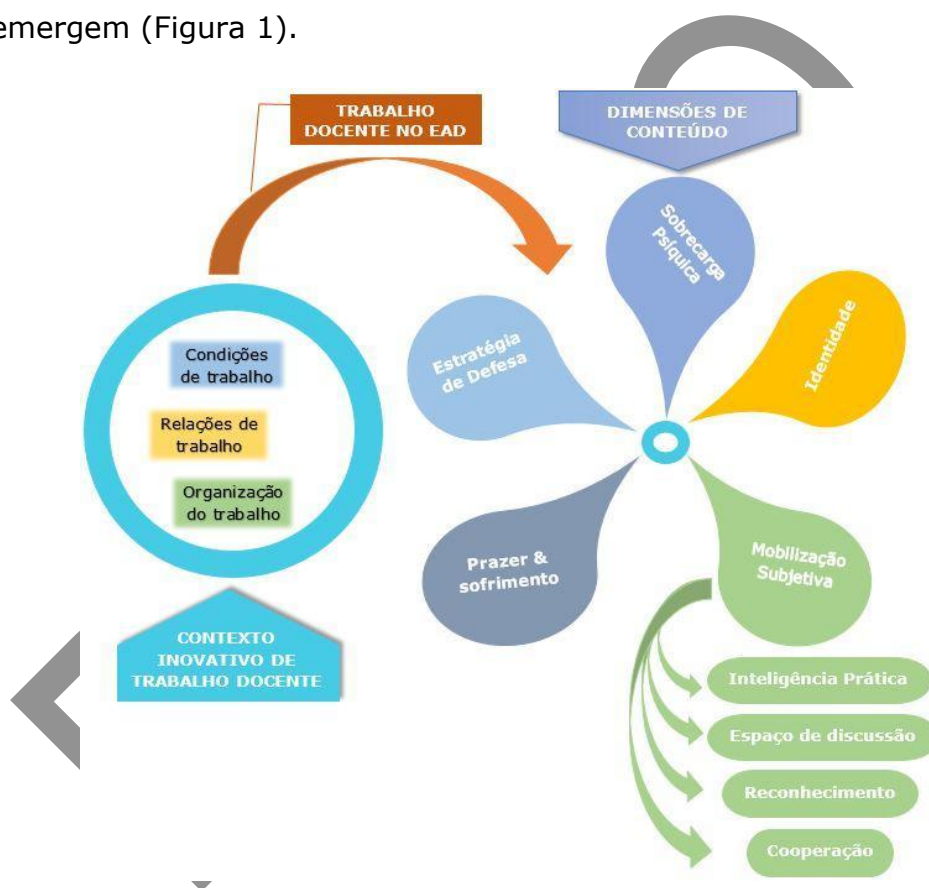 emergem (Figura 1).
TRABALHO
DOCENTE NO EAD
DIMENSÕES DE
CONTEÚDO
Sobrecarga
Psíquica
Identidade
Estratégia
de Defesa
Condições
de trabalho
Relações de
trabalho
Organização
do trabalho
Prazer &
sofrimento
Mobilização
Subjetiva
CONTEXTO
INOVATIVO DE
TRABALHO DOCENTE
Inteligência Prática
Espaço de discussão
Reconhecimento
Cooperação